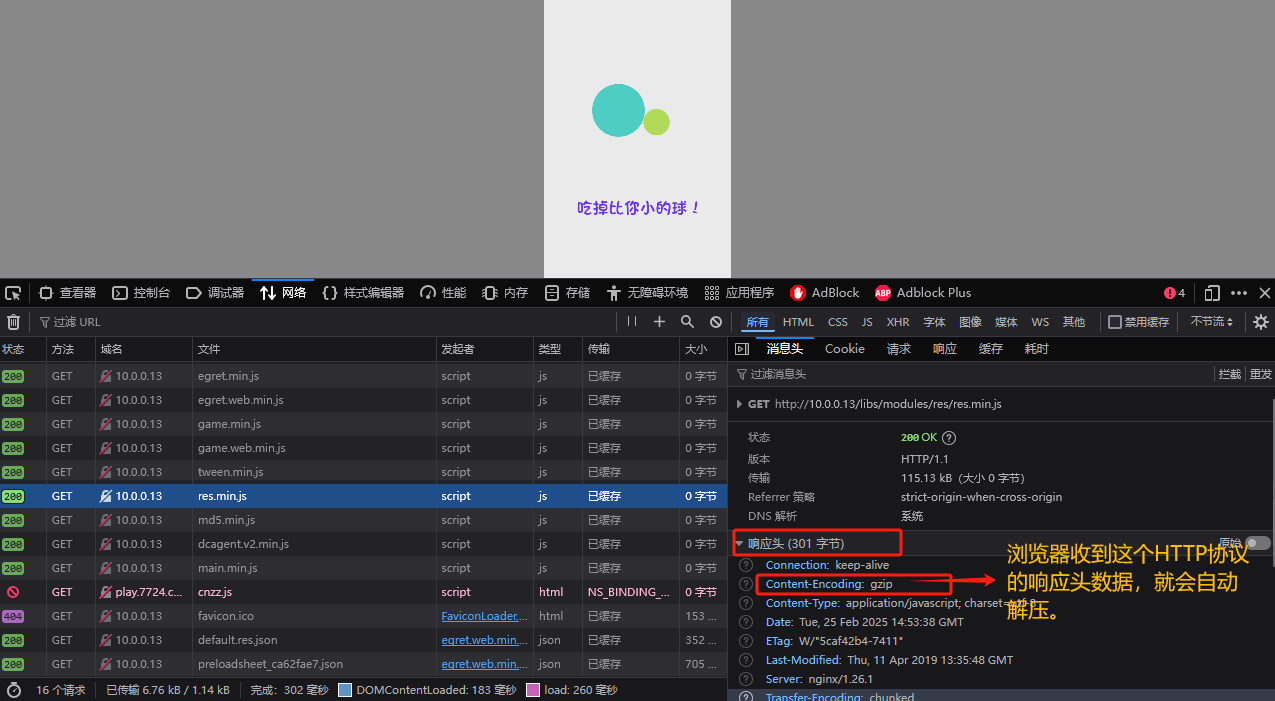 吃掉比你小的球！
查看器 控制台 调试器 网络 {} 样式编辑器 性能 内存 存储 无障碍环境 应用程序 AdBlock ABP Adblock Plus 4
过滤 URL 所有 HTML CSS JS XHR 字体 图像 媒体 WS 其他 禁用缓存 不节流
状态 方法 域名 文件 发起者 类型 传输 大小
200 GET 10.0.0.13 egret.min.js script js 已缓存 0 字节
200 GET 10.0.0.13 egret.web.min.js script js 已缓存 0 字节
200 GET 10.0.0.13 game.min.js script js 已缓存 0 字节
200 GET 10.0.0.13 game.web.min.js script js 已缓存 0 字节
200 GET 10.0.0.13 tween.min.js script js 已缓存 0 字节
200 GET 10.0.0.13 res.min.js script js 已缓存 0 字节
200 GET 10.0.0.13 md5.min.js script js 已缓存 0 字节
200 GET 10.0.0.13 dcagent.v2.min.js script js 已缓存 0 字节
200 GET 10.0.0.13 main.min.js script js 已缓存 0 字节
GET play.7724.c... cnzz.js script html NS_BINDING_... 0 字节
404 GET 10.0.0.13 favicon.ico FaviconLoader.... html 已缓存 153 ...
200 GET 10.0.0.13 default.res.json egret.web.min.... json 已缓存 352 ...
200 GET 10.0.0.13 preloadsheet_ca62fae7.json egret.web.min.... json 已缓存 705 ...
16 个请求 已传输 6.76 kB / 1.14 kB 完成：302 毫秒 DOMContentLoaded: 183 毫秒 load: 260 毫秒
消息头 Cookie 请求 响应 缓存 耗时
过滤消息头 拦截 重发
GET http://10.0.0.13/libs/modules/res/res.min.js
状态 200 OK ?
版本 HTTP/1.1
传输 115.13 kB（大小 0 字节）
Referrer 策略 strict-origin-when-cross-origin
DNS 解析 系统
响应头 (301 字节) 原始
Connection: keep-alive
Content-Encoding: gzip
Content-Type: application/javascript; charset=utf-8
Date: Tue, 25 Feb 2025 14:53:38 GMT
ETag: W/"5caf42b4-7411"
Last-Modified: Thu, 11 Apr 2019 13:35:48 GMT
Server: nginx/1.26.1
Transfer-Encoding: chunked
浏览器收到这个HTTP协议
的响应头数据，就会自动
解压。